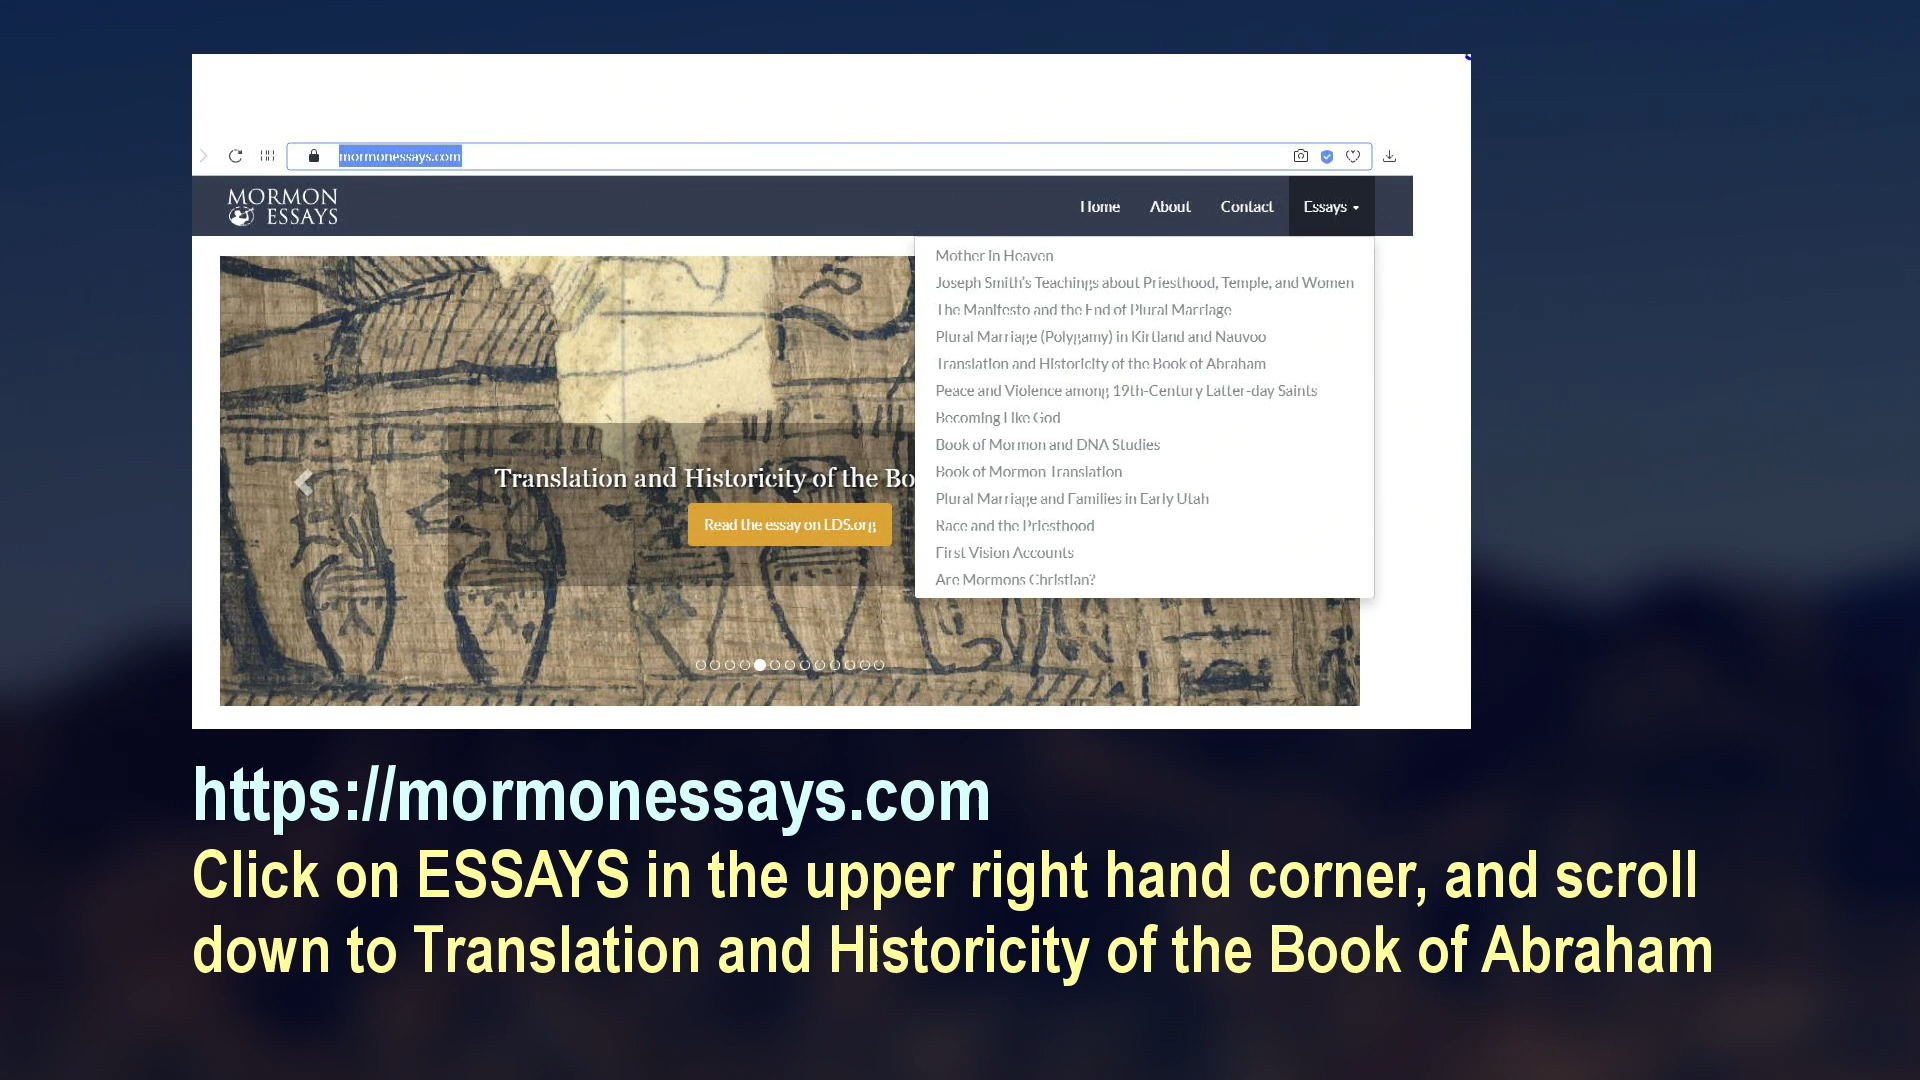 mormonessays.com
MORMON
ESSAYS
Home About Contact Essays
Mother in Heaven
Joseph Smith's Teachings about Priesthood, Temple, and Women
The Manifesto and the End of Plural Marriage
Plural Marriage (Polygamy) in Kirtland and Nauvoo
Translation and Historicity of the Book of Abraham
Peace and Violence among 19th-Century Latter-day Saints
Becoming Like God
Book of Mormon and DNA Studies
Book of Mormon Translation
Plural Marriage and Families in Early Utah
Race and the Priesthood
First Vision Accounts
Are Mormons Christian?
Translation and Historicity of the Bo
Read the essay on LDS.org
https://mormonessays.com
Click on ESSAYS in the upper right hand corner, and scroll
down to Translation and Historicity of the Book of Abraham